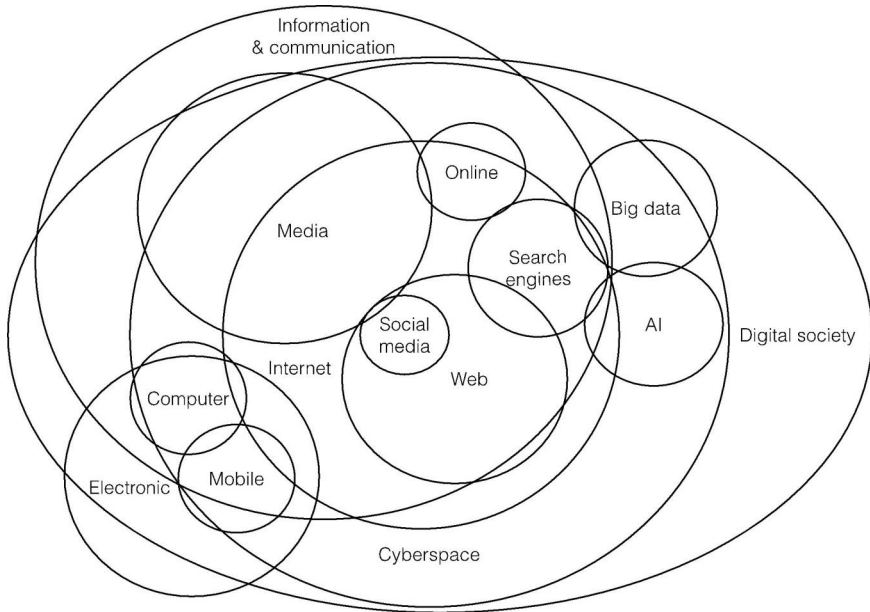 Information
& communication
Online
Big data
Media
Search
engines
Social
media
AI
Digital society
Internet
Web
Computer
Mobile
Electronic
Cyberspace